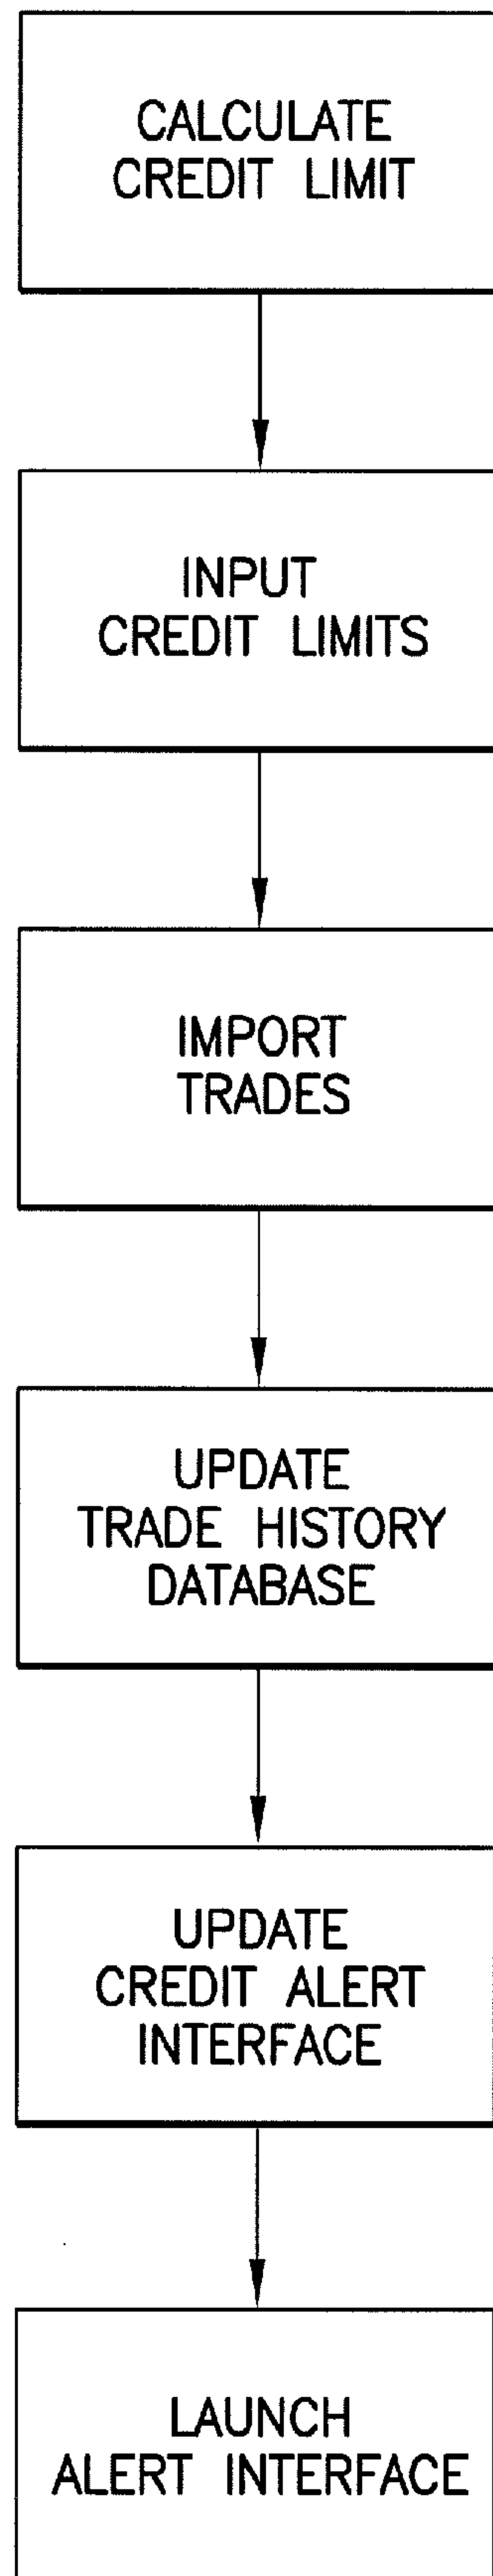 CALCULATE
CREDIT LIMIT
INPUT
CREDIT LIMITS
IMPORT
TRADES
UPDATE
TRADE HISTORY
DATABASE
UPDATE
CREDIT ALERT
INTERFACE
LAUNCH
ALERT INTERFACE